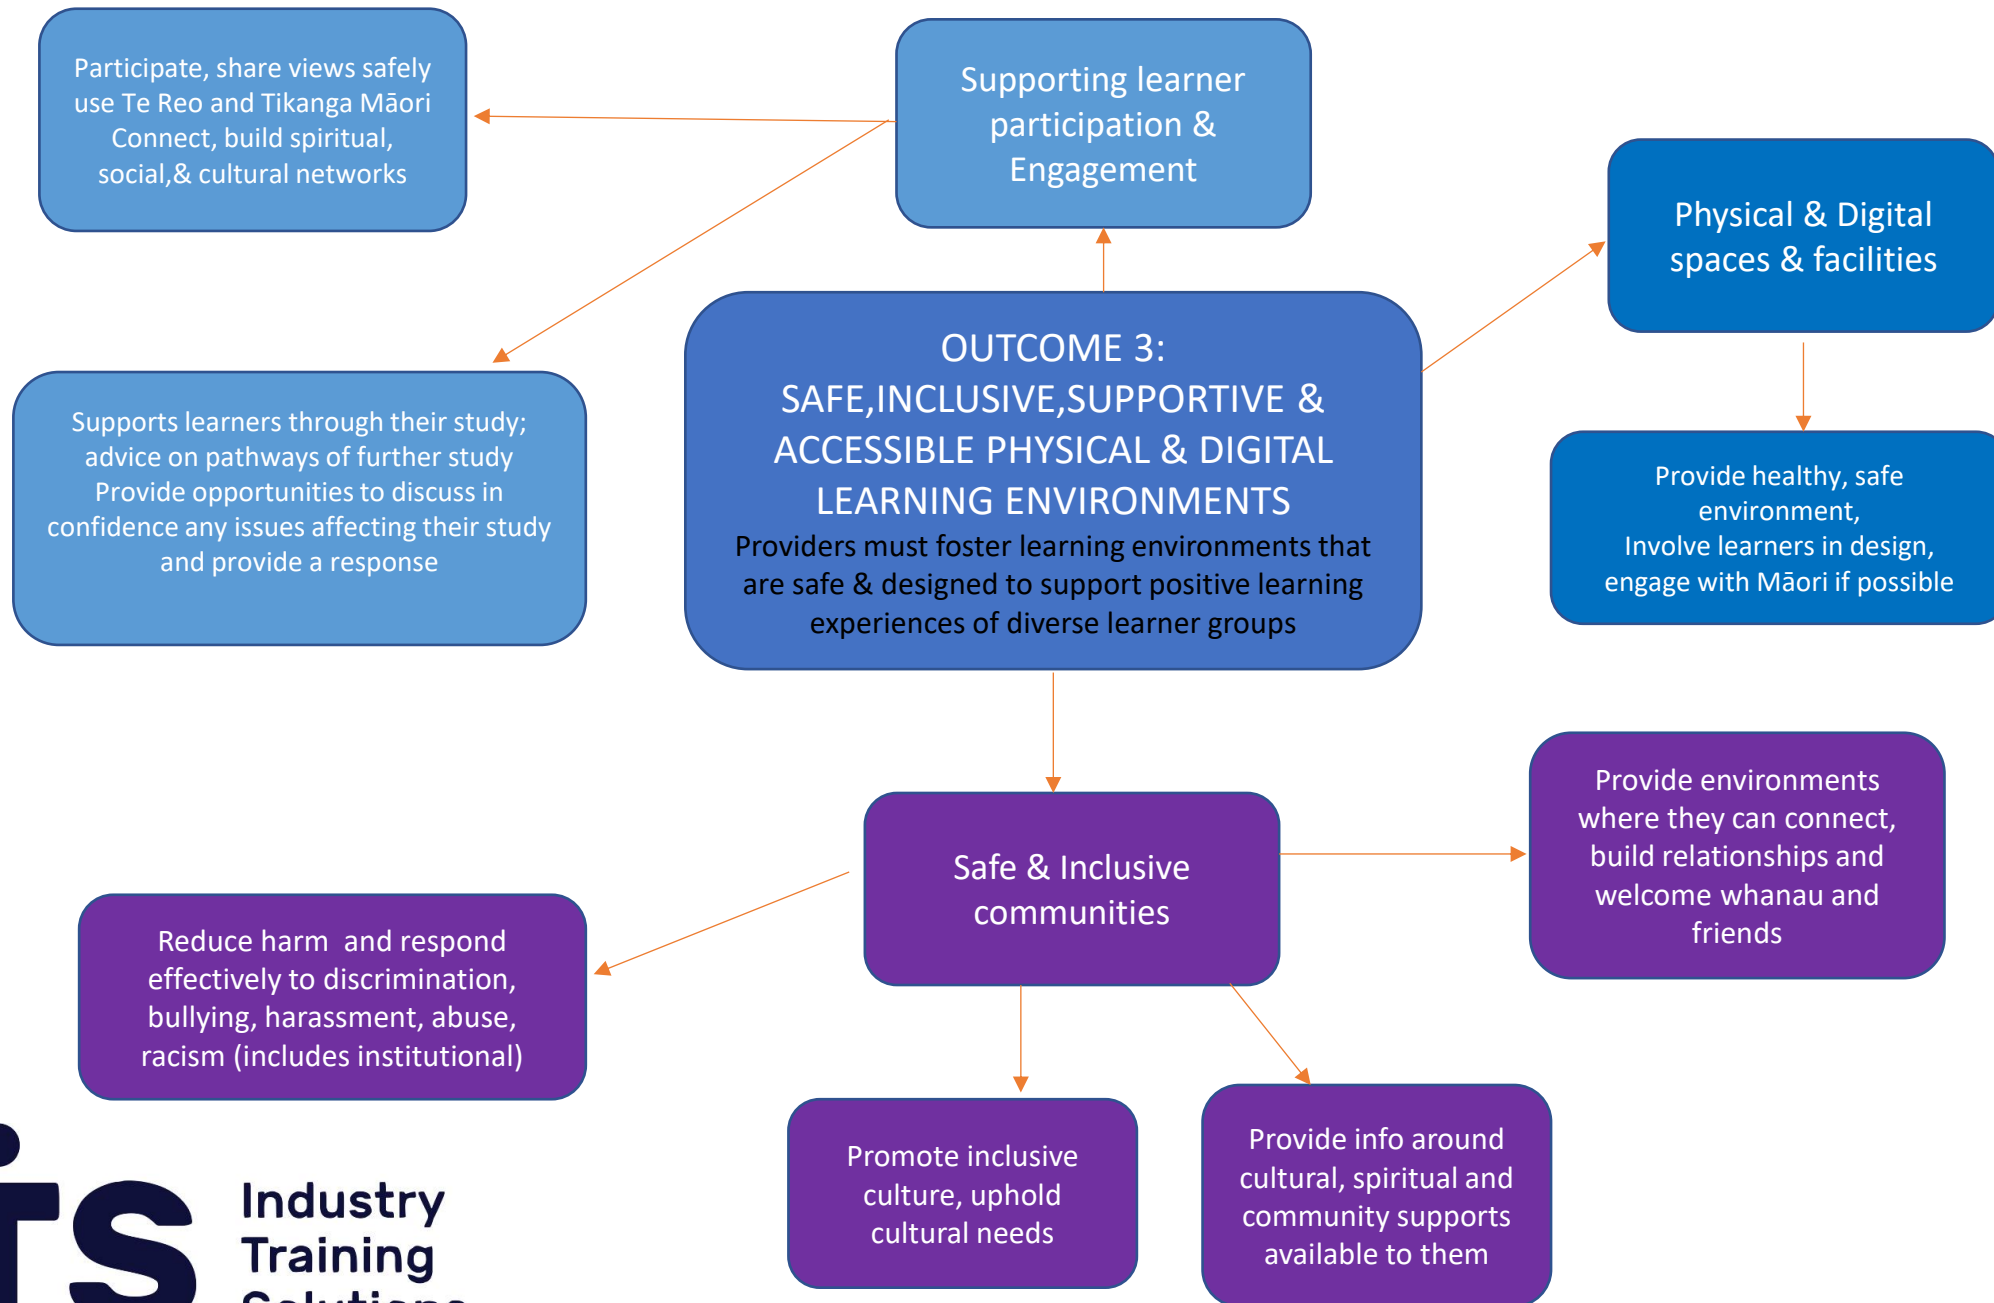 Participate, share views safely
use Te Reo and Tikanga Māori
Connect, build spiritual,
social,& cultural networks
Supporting learner
participation &
Engagement
Physical & Digital
spaces & facilities
OUTCOME 3:
SAFE,INCLUSIVE,SUPPORTIVE &
ACCESSIBLE PHYSICAL & DIGITAL
LEARNING ENVIRONMENTS
Providers must foster learning environments that
are safe & designed to support positive learning
experiences of diverse learner groups
Supports learners through their study;
advice on pathways of further study
Provide opportunities to discuss in
confidence any issues affecting their study
and provide a response
Provide healthy, safe
environment,
Involve learners in design,
engage with Māori if possible
Safe & Inclusive
communities
Provide environments
where they can connect,
build relationships and
welcome whanau and
friends
Reduce harm  and respond
effectively to discrimination,
bullying, harassment, abuse,
racism (includes institutional)
Promote inclusive
culture, uphold
cultural needs
Provide info around
cultural, spiritual and
community supports
available to them
iTS
Industry
Training
Solutions